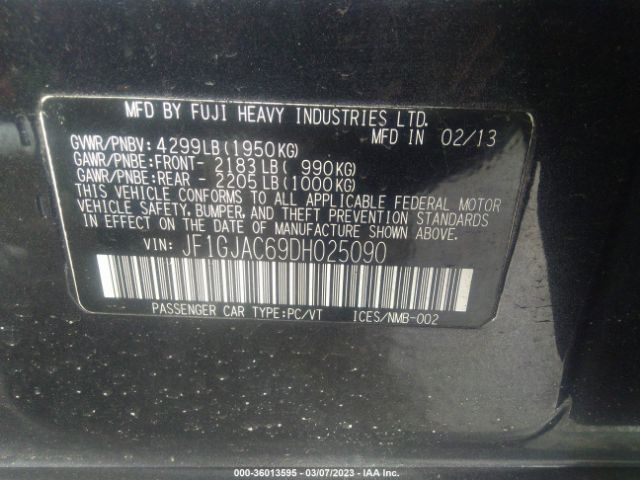 MFD BY FUJI HEAVY INDUSTRIES LTD.
MFD IN 02/13
GVWR/PNBV: 4299LB(1950KG)
GAWR/PNBE:FRONT- 2183LB( 990KG)
GAWR/PNBE:REAR - 2205LB(1000KG)
THIS VEHICLE CONFORMS TO ALL APPLICABLE FEDERAL MOTOR
VEHICLE SAFETY, BUMPER, AND THEFT PREVENTION STANDARDS
IN EFFECT ON THE DATE OF MANUFACTURE SHOWN ABOVE.
VIN: JF1GJAC69DH025090
PASSENGER CAR TYPE:PC/VT ICES/NMB-002
000-36013595 - 03/07/2023 - IAA Inc.